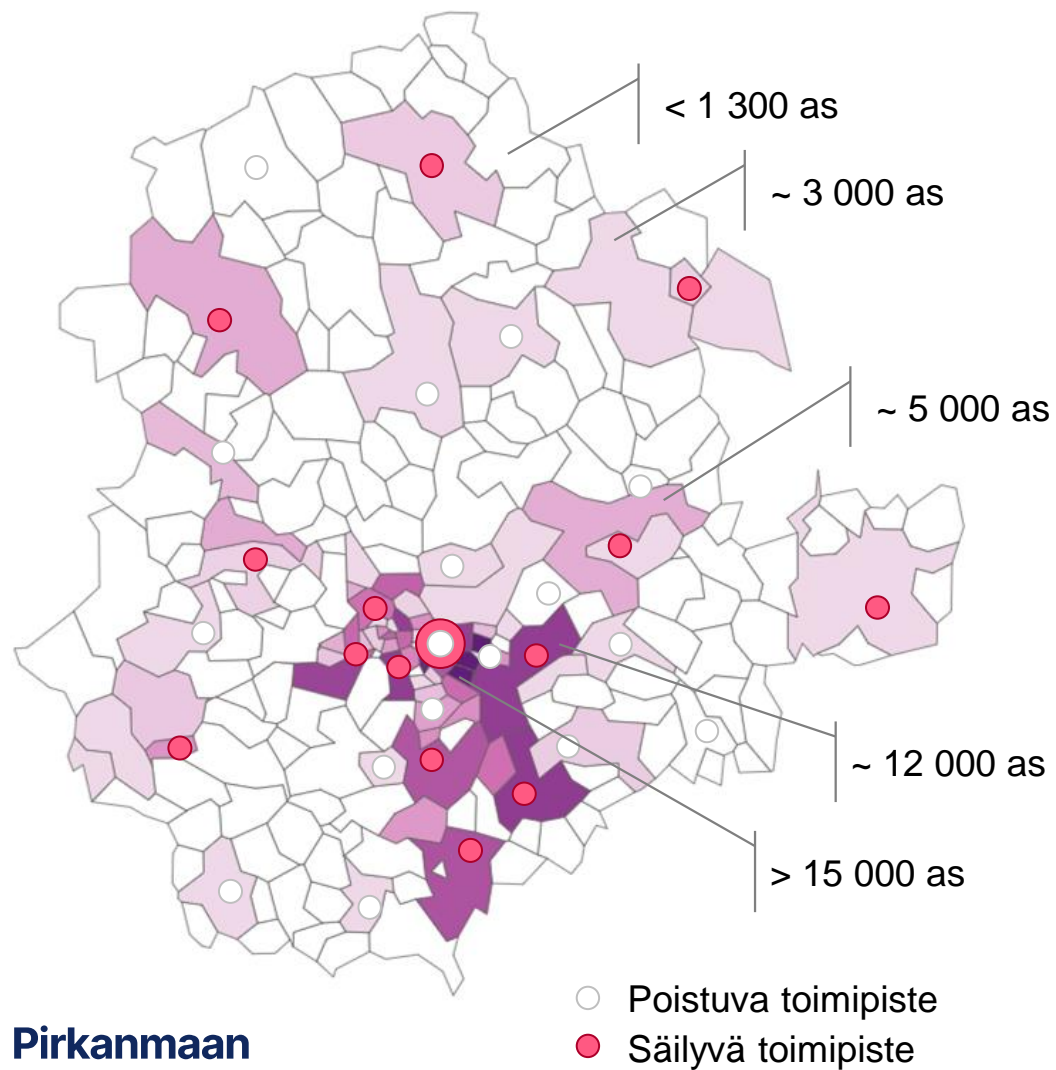 < 1 300 as
~ 3 000 as
~ 5 000 as
~ 12 000 as
> 15 000 as
Poistuva toimipiste
Pirkanmaan
Säilyvä toimipiste